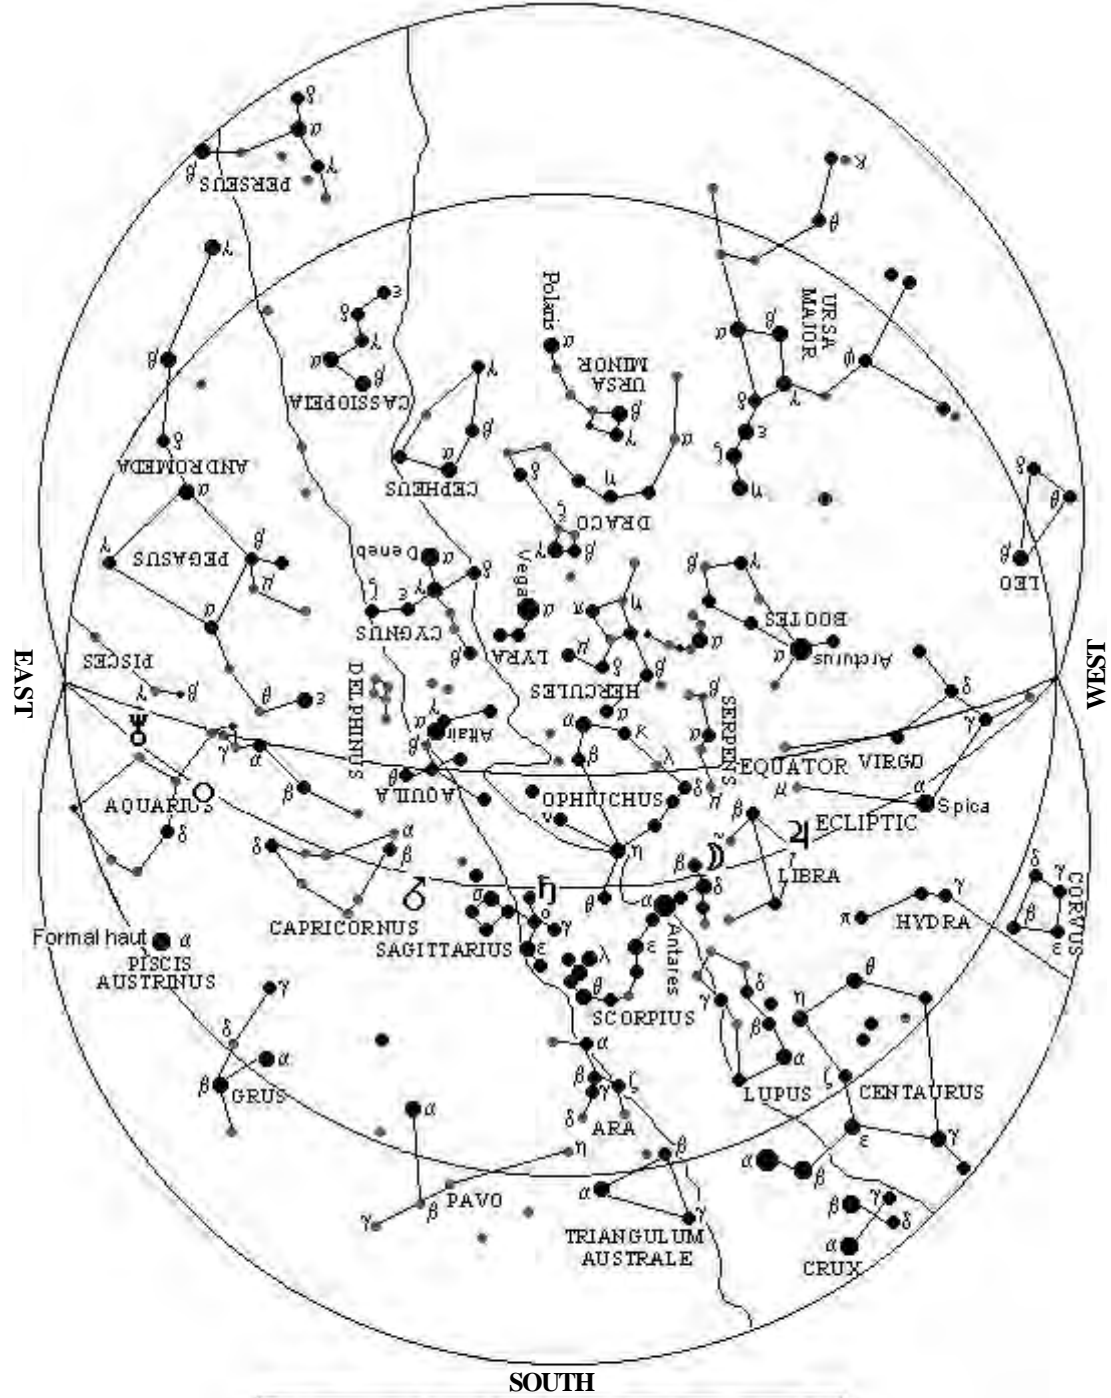 δ
α
γ
β
PERSEUS
κ
θ
γ
Polaris
ε
δ
γ
α
β
CASSIOPEIA
α
URSA
MINOR
β
γ
α
β
URSA
MAJOR
φ
γ
δ
ε
ζ
η
β
δ
ANDROMEDA
α
γ
β
α
CEPHEUS
δ
η
α
DRACO
ζ
ε
γ
β
δ
θ
β
LEO
γ
PEGASUS
β
μ
α
Deneb
α
γ
δ
ε
ζ
CYGNUS
β
Vega
α
LYRA
π
η
μ
δ
β
HERCULES
β
γ
BOOTES
α
Arcturus
EAST
WEST
PISCES
γ
β
θ
ε
DELPHINUS
γ
α
Altair
β
θ
AQUILA
α
α
κ
β
λ
δ
OPHIUCHUS
ν
η
θ
β
SERPENS
α
μ
EQUATOR
VIRGO
δ
γ
μ
α
Spica
ECLIPTIC
♆
γ
α
β
AQUARIUS
δ
δ
α
β
CAPRICORNUS
♂
♄
σ
ο
γ
SAGITTARIUS
ε
β
☽
♃
β
LIBRA
δ
α
Antares
ε
λ
θ
SCORPIUS
π
γ
HYDRA
δ
γ
β
ε
CORVUS
Formal haut
α
PISCIS
AUSTRINUS
γ
δ
α
β
GRUS
γ
δ
β
α
LUPUS
η
θ
ζ
CENTAURUS
ε
γ
α
β
α
β
ζ
γ
δ
ARA
α
η
PAVO
β
γ
β
α
γ
TRIANGULUM
AUSTRALE
β
γ
δ
α
CRUX
SOUTH